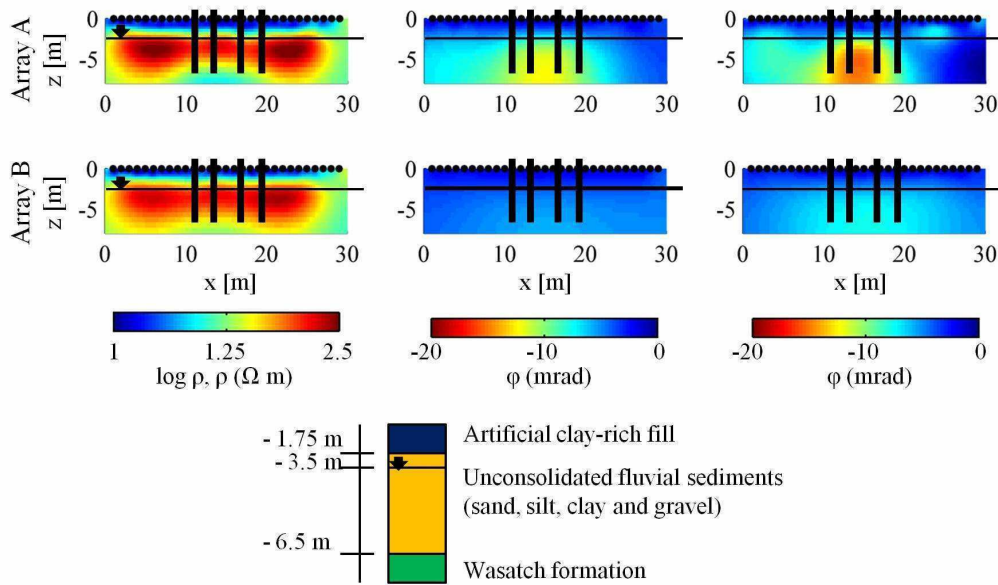 Array A
z [m]
0
-5
0
10
20
30
0
-5
0
10
20
30
0
-5
0
10
20
30
Array B
z [m]
0
-5
0
10
20
30
x [m]
0
-5
0
10
20
30
x [m]
0
-5
0
10
20
30
x [m]
1
1.25
2.5
log ρ, ρ (Ω m)
-20
-10
0
φ (mrad)
-20
-10
0
φ (mrad)
- 1.75 m
- 3.5 m
- 6.5 m
Artificial clay-rich fill
Unconsolidated fluvial sediments
(sand, silt, clay and gravel)
Wasatch formation